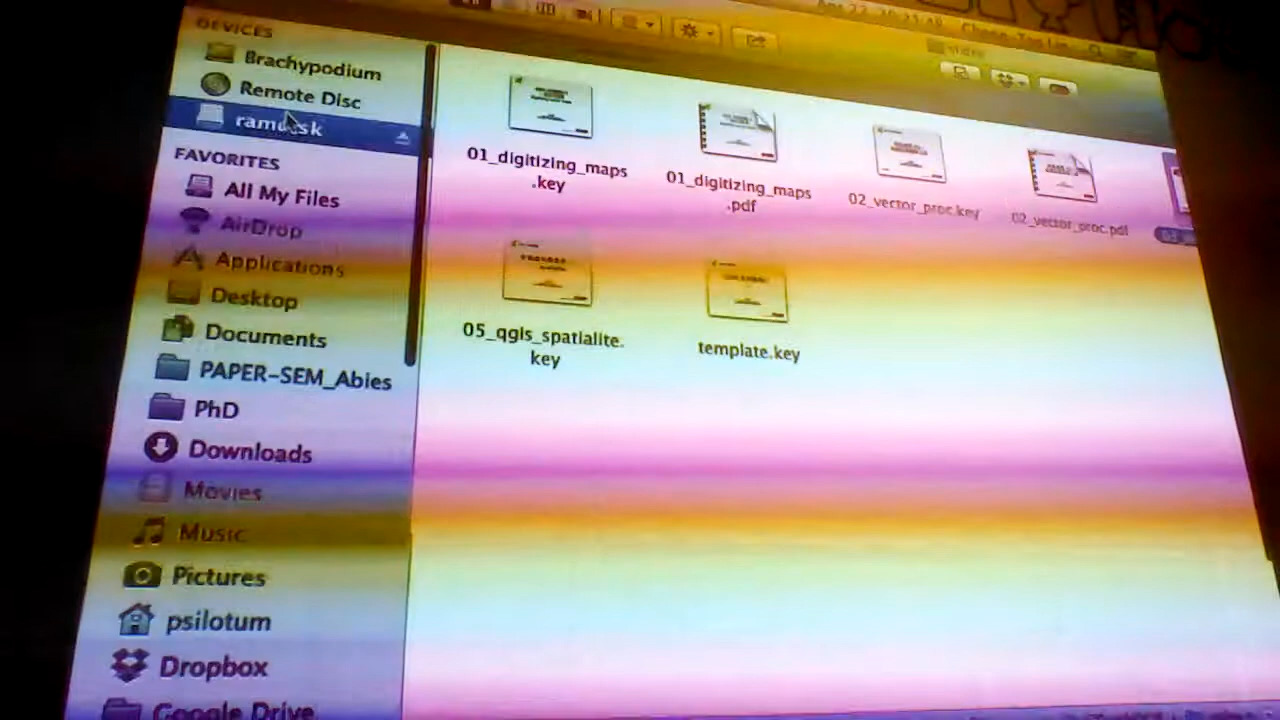 DEVICES
Brachypodium
Remote Disc
FAVORITES
All My Files
AirDrop
Applications
Desktop
Documents
PAPER-SEM_Abies
PhD
Downloads
Movies
Music
Pictures
psilotum
Dropbox
Google Drive
01_digitizing_maps
.key
01_digitizing_maps
.pdf
02_vector_proc.key
02_vector_proc.pdf
05_qgis_spatialite.
key
template.key